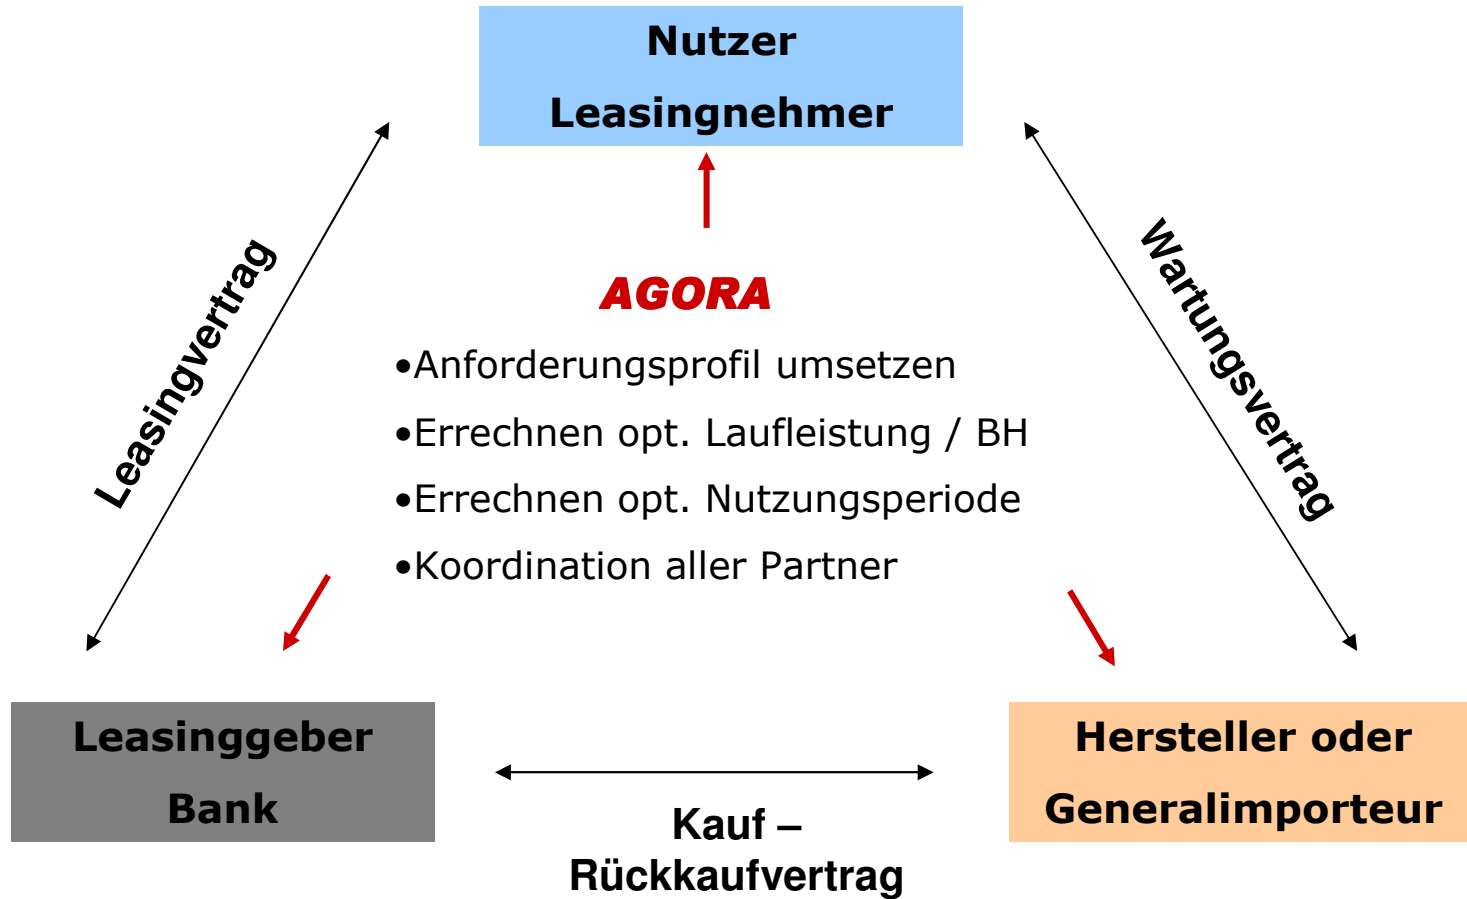 Nutzer
Leasingnehmer
Leasingvertrag
Wartungsvertrag
AGORA
•Anforderungsprofil umsetzen
•Errechnen opt. Laufleistung / BH
•Errechnen opt. Nutzungsperiode
•Koordination aller Partner
Leasinggeber
Bank
Hersteller oder
Generalimporteur
Kauf –
Rückkaufvertrag